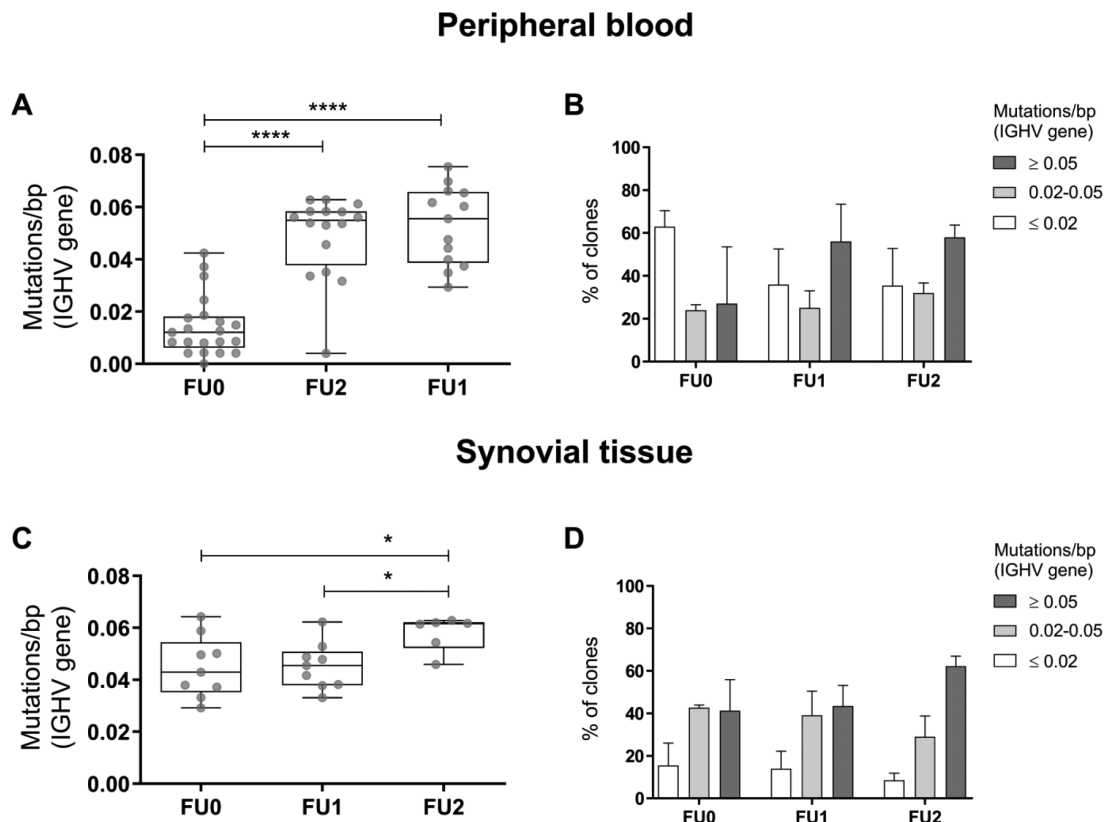 Peripheral blood
A
****
****
Mutations/bp
(IGHV gene)
0.08
0.06
0.04
0.02
0.00
FU0
FU2
FU1
B
% of clones
100
80
60
40
20
0
FU0
FU1
FU2
Mutations/bp
(IGHV gene)
≥ 0.05
0.02-0.05
≤ 0.02
Synovial tissue
C
*
*
Mutations/bp
(IGHV gene)
0.08
0.06
0.04
0.02
0.00
FU0
FU1
FU2
D
% of clones
100
80
60
40
20
0
FU0
FU1
FU2
Mutations/bp
(IGHV gene)
≥ 0.05
0.02-0.05
≤ 0.02